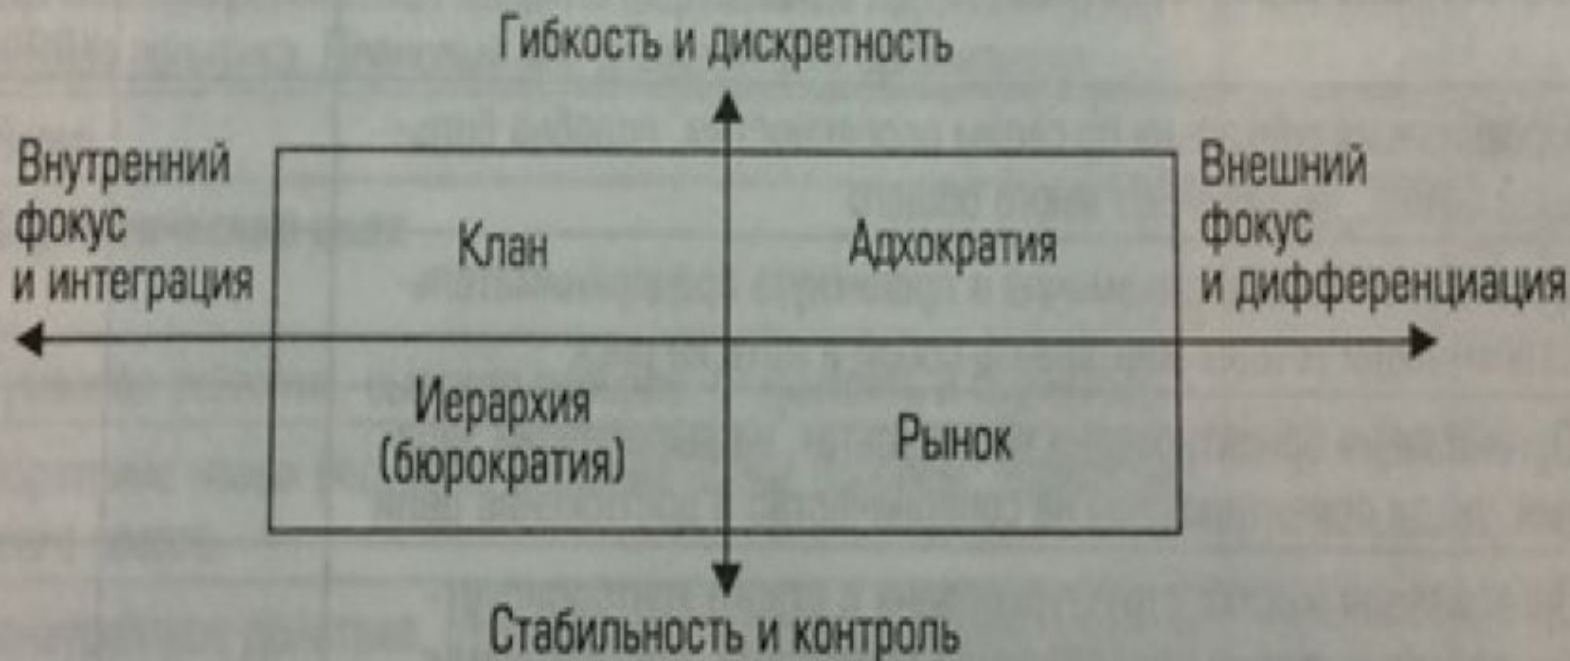 Гибкость и дискретность
Внутренний
фокус
и интеграция
Клан
Адхократия
Внешний
фокус
и дифференциация
Иерархия
(бюрократия)
Рынок
Стабильность и контроль